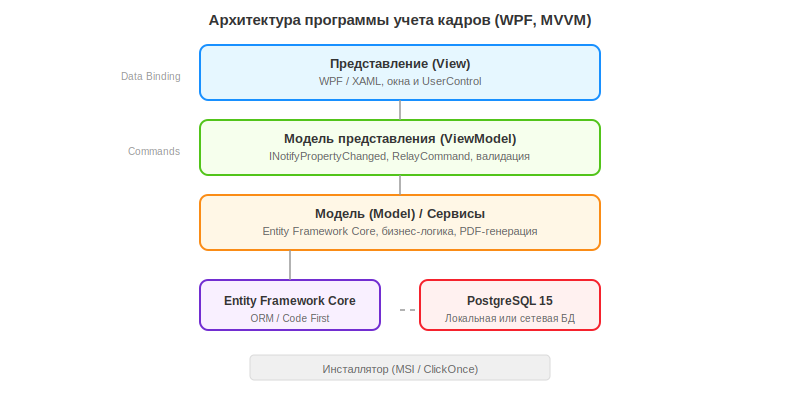 Архитектура программы учета кадров (WPF, MVVM)
Представление (View)
Data Binding
WPF / XAML, окна и UserControl
Модель представления (ViewModel)
Commands
INotifyPropertyChanged, RelayCommand, валидация
Модель (Model) / Сервисы
Entity Framework Core, бизнес-логика, PDF-генерация
Entity Framework Core
ORM / Code First
PostgreSQL 15
Локальная или сетевая БД
Инсталлятор (MSI / ClickOnce)